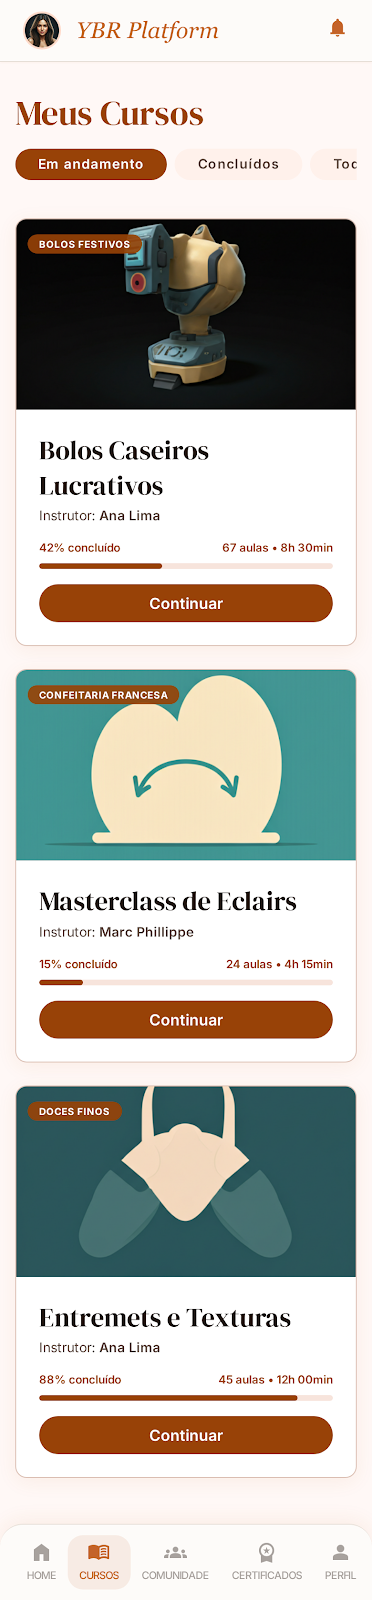 YBR Platform
Meus Cursos
Em andamento
Concluídos
BOLOS FESTIVOS
Bolos Caseiros
Lucrativos
Instrutor: Ana Lima
42% concluído
67 aulas • 8h 30min
Continuar
CONFEITARIA FRANCESA
Masterclass de Eclairs
Instrutor: Marc Phillippe
15% concluído
24 aulas • 4h 15min
Continuar
DOCES FINOS
Entremets e Texturas
Instrutor: Ana Lima
88% concluído
45 aulas • 12h 00min
Continuar
HOME
CURSOS
COMUNIDADE
CERTIFICADOS
PERFIL